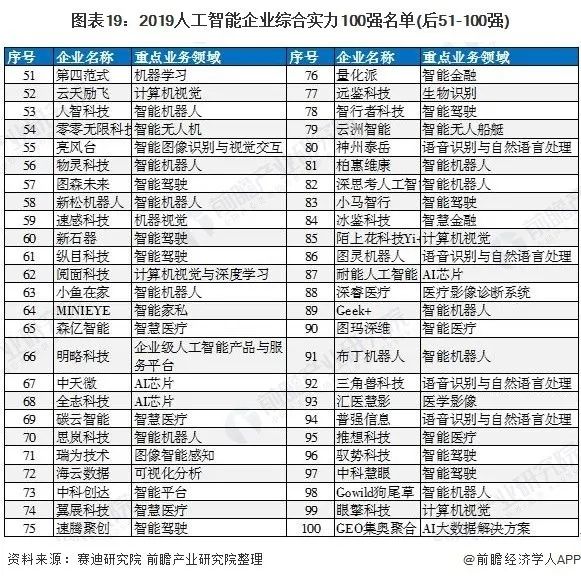 图表19：2019人工智能企业综合实力100强名单(后51-100强)
序号 企业名称 重点业务领域 序号 企业名称 重点业务领域
51 第四范式 机器学习 76 量化派 智能金融
52 云天励飞 计算机视觉 77 远鉴科技 生物识别
53 人智科技 智能机器人 78 智行者科技 智能驾驶
54 零零无限科技 智能无人机 79 云洲智能 智能无人船艇
55 亮风台 智能图像识别与视觉交互 80 神州泰岳 语音识别与自然语言处理
56 物灵科技 智能机器人 81 柏惠维康 智能机器人
57 图森未来 智能驾驶 82 深思考人工智 智能机器人
58 新松机器人 智能机器人 83 小马智行 智能驾驶
59 速感科技 机器视觉 84 冰鉴科技 智慧金融
60 新石器 智能驾驶 85 陌上花科技Yi+ 计算机视觉
61 纵目科技 智能驾驶 86 图灵机器人 语音识别与自然语言处理
62 阅面科技 计算机视觉与深度学习 87 耐能人工智能 AI芯片
63 小鱼在家 智能机器人 88 深睿医疗 医疗影像诊断系统
64 MINIEYE 智能家私 89 Geek+ 智能机器人
65 森亿智能 智慧医疗 90 图玛深维 智能医疗
66 明略科技 企业级人工智能产品与服务平台 91 布丁机器人 智能机器人
67 中天微 AI芯片 92 三角兽科技 语音识别与自然语言处理
68 全志科技 AI芯片 93 汇医慧影 医学影像
69 碳云智能 智慧医疗 94 普强信息 语音识别与自然语言处理
70 思岚科技 智能机器人 95 推想科技 智能医疗
71 瑞为技术 图像智能感知 96 驭势科技 智能驾驶
72 海云数据 可视化分析 97 中科慧眼 智能驾驶
73 中科创达 智能平台 98 Gowild狗尾草 智能机器人
74 翼展科技 智慧医疗 99 眼擎科技 计算机视觉
75 速腾聚创 智能驾驶 100 GEO集奥聚合 AI大数据解决方案
资料来源：赛迪研究院 前瞻产业研究院整理 @前瞻经济学人APP